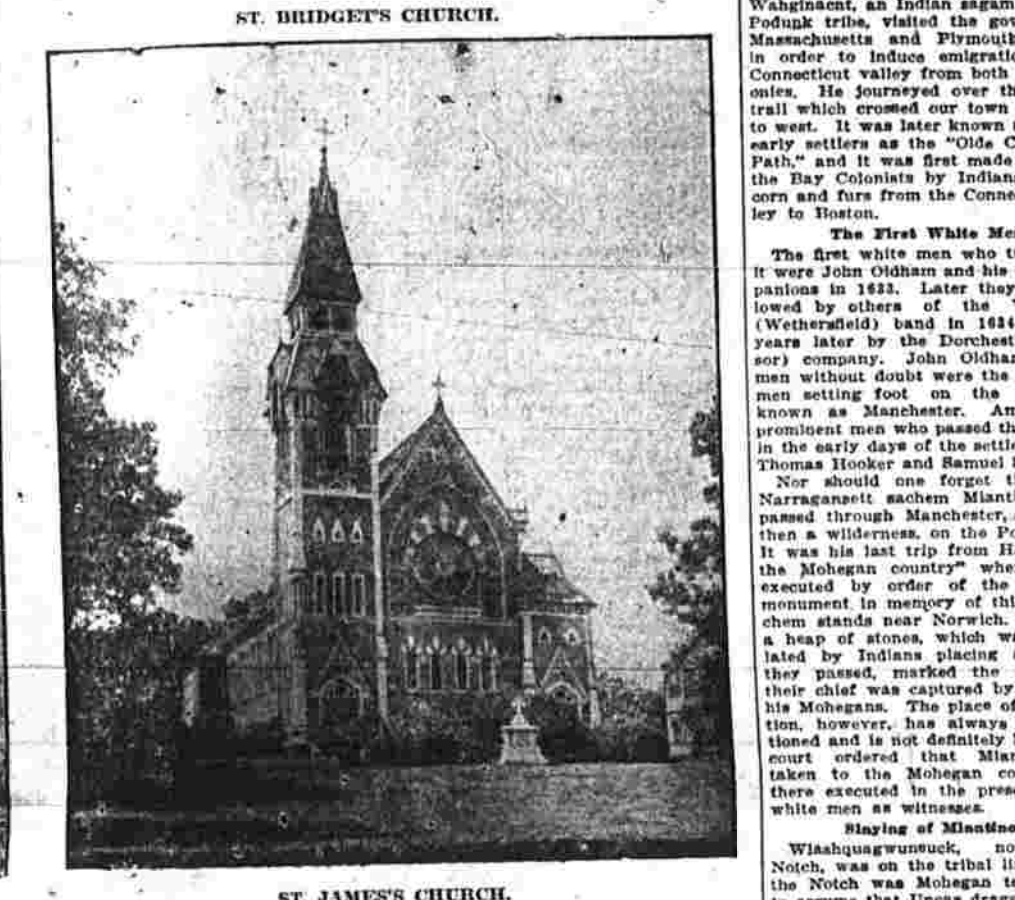 ST. BRIDGET'S CHURCH.
ST. JAMES'S CHURCH.
Wahginacnt, an Indian sagam
Podunk tribe, visited the gov
Massachusetts and Plymouth
in order to induce emigratio
Connecticut valley from both
onies. He journeyed over th
trail which crossed our town
to west. It was later known
early settlers as the "Olde C
Path," and it was first made
the Bay Colonists by Indian
corn and furs from the Conne
ley to Boston.
The First White Me
The first white men who t
it were John Oldham and his
panions in 1633. Later they
lowed by others of the
(Wethersfield) band in 1634
years later by the Dorchest
sor) company. John Oldha
men without doubt were the
men setting foot on the
known as Manchester. Am
prominent men who passed th
in the early days of the settle
Thomas Hooker and Samuel
Nor should one forget t
Narragansett sachem Mianti
passed through Manchester,
then a wilderness, on the Po
It was his last trip from H
the Mohegan country" whe
executed by order of the
monument in memory of thi
chem stands near Norwich.
a heap of stones, which wa
lated by Indians placing
they passed, marked the
their chief was captured by
his Mohegans. The place of
tion, however, has always
tioned and is not definitely
court ordered that Mian
taken to the Mohegan co
there executed in the prese
white men as witnesses.
Slaying of Miantino
Wiashquagwunsuck, no
Notch, was on the tribal li
the Notch was Mohegan te
to assume that Uncas drag